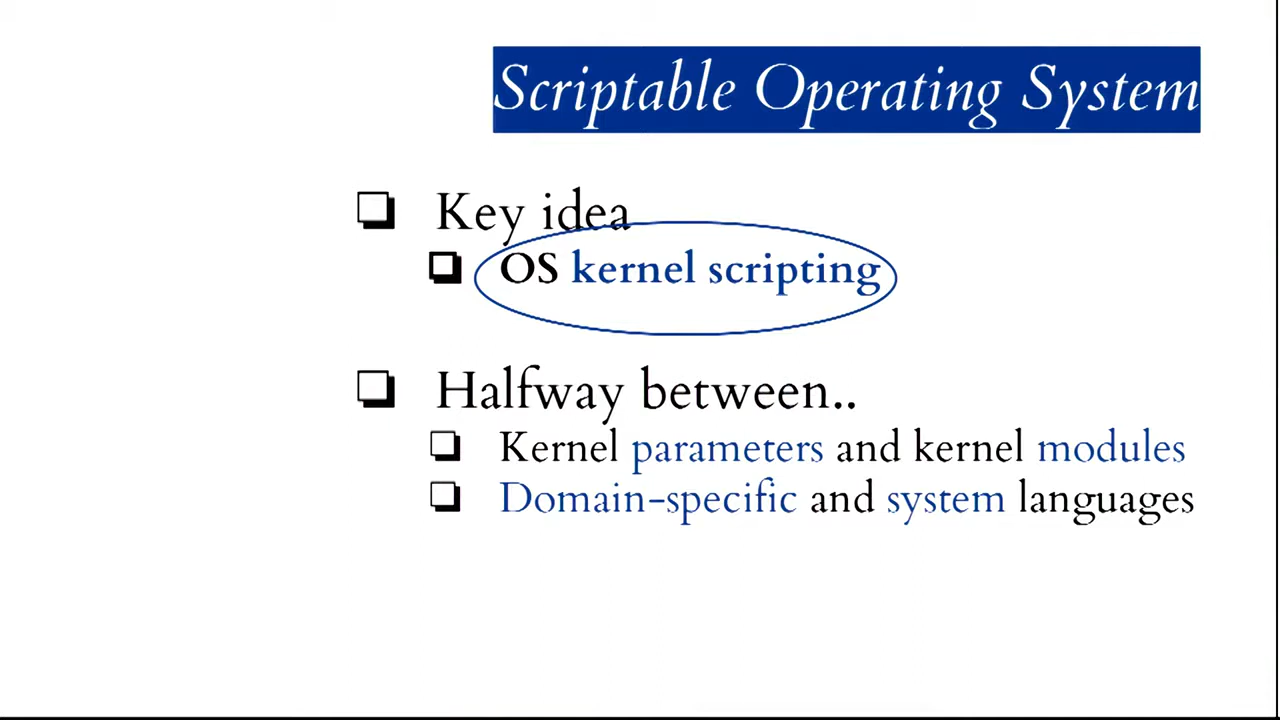 Scriptable Operating System
Key idea
OS kernel scripting
Halfway between..
Kernel parameters and kernel modules
Domain-specific and system languages